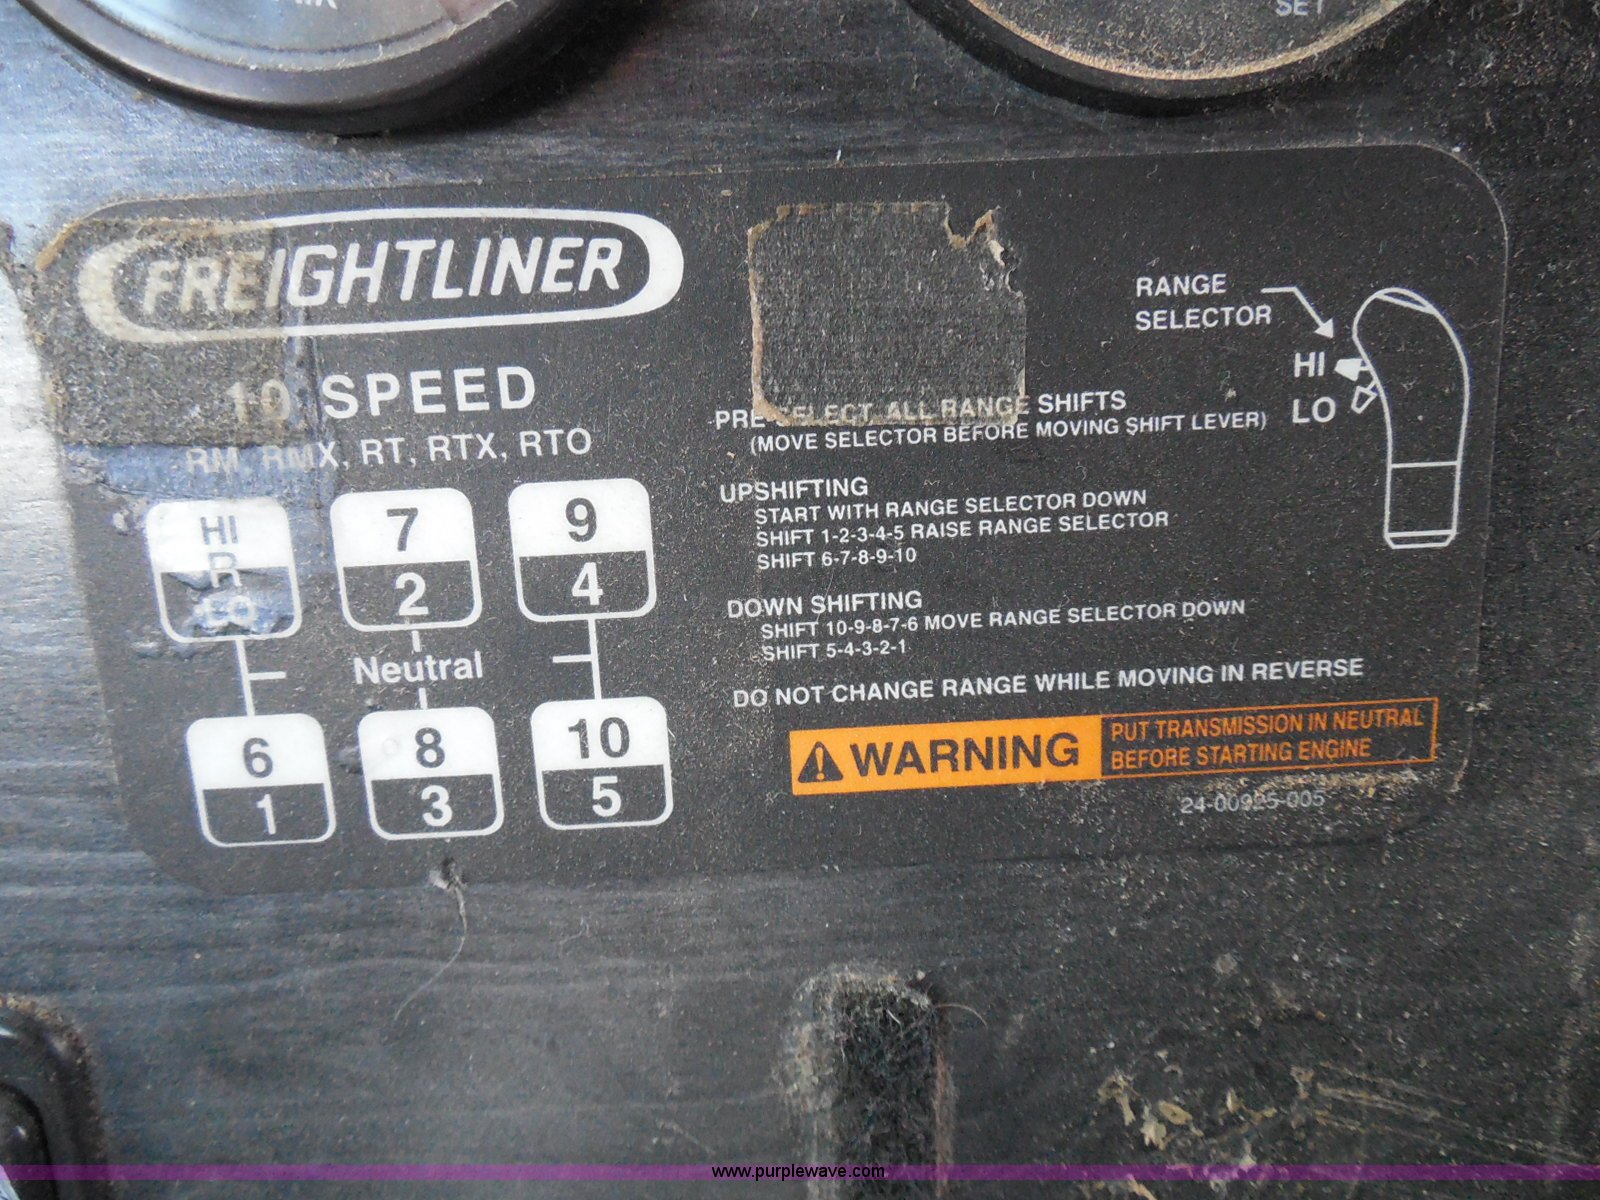 SET
FREIGHTLINER
10 SPEED
RM, RMX, RT, RTX, RTO
HI
R
LO
7
2
9
4
Neutral
6
1
8
3
10
5
RANGE
SELECTOR
HI
LO
PRE-SELECT ALL RANGE SHIFTS
(MOVE SELECTOR BEFORE MOVING SHIFT LEVER)
UPSHIFTING
START WITH RANGE SELECTOR DOWN
SHIFT 1-2-3-4-5 RAISE RANGE SELECTOR
SHIFT 6-7-8-9-10
DOWN SHIFTING
SHIFT 10-9-8-7-6 MOVE RANGE SELECTOR DOWN
SHIFT 5-4-3-2-1
DO NOT CHANGE RANGE WHILE MOVING IN REVERSE
WARNING
PUT TRANSMISSION IN NEUTRAL
BEFORE STARTING ENGINE
www.purplewave.com